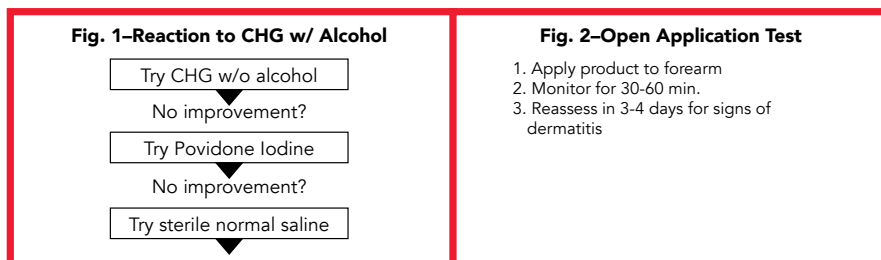 Fig. 1–Reaction to CHG w/ Alcohol
Try CHG w/o alcohol
No improvement?
Try Povidone Iodine
No improvement?
Try sterile normal saline
Fig. 2–Open Application Test
1. Apply product to forearm
2. Monitor for 30-60 min.
3. Reassess in 3-4 days for signs of
dermatitis